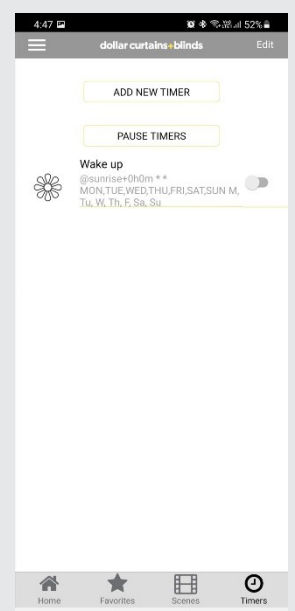 4:47 52%
dollar curtains+blinds Edit
ADD NEW TIMER
PAUSE TIMERS
Wake up
@sunrise+0h0m * *
MON,TUE,WED,THU,FRI,SAT,SUN M,
Tu, W, Th, F, Sa, Su
Home Favorites Scenes Timers